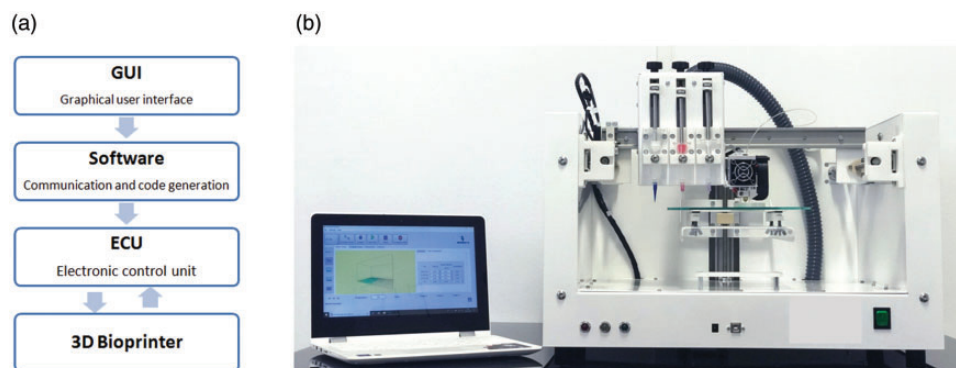 (a)
GUI
Graphical user interface
Software
Communication and code generation
ECU
Electronic control unit
3D Bioprinter
(b)